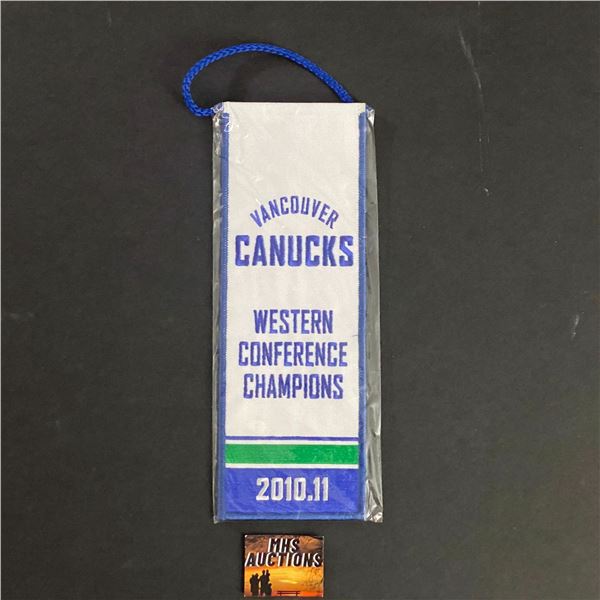 VANCOUVER
CANUCKS
WESTERN
CONFERENCE
CHAMPIONS
2010.11
MHS
AUCTIONS